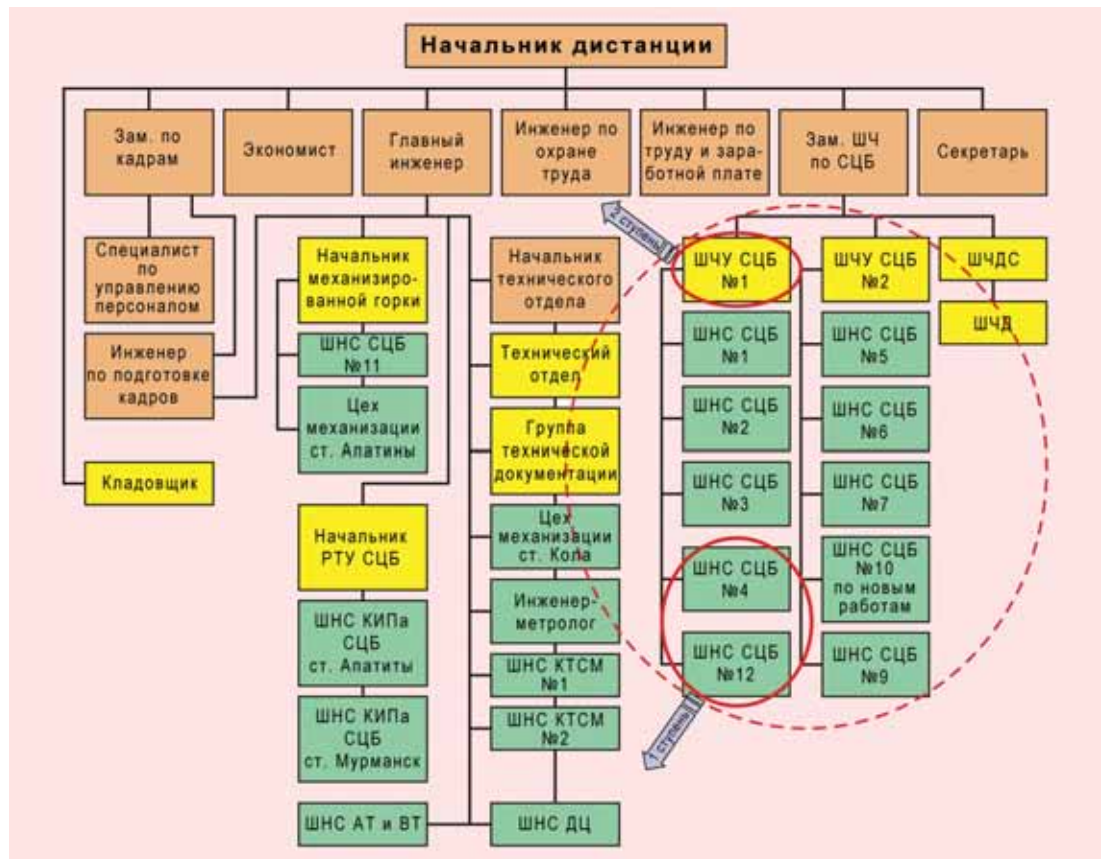 Начальник дистанции
Зам. по
кадрам
Экономист
Главный
инженер
Инженер по
охране
труда
Инженер по
труду и зара-
ботной плате
Зам. ШЧ
по СЦБ
Секретарь
Специалист
по
управлению
персоналом
Инженер
по подготовке
кадров
Кладовщик
Начальник
механизиро-
ванной горки
ШНС СЦБ
№11
Цех
механизации
ст. Апатины
Начальник
РТУ СЦБ
ШНС КИПа
СЦБ
ст. Апатиты
ШНС КИПа
СЦБ
ст. Мурманск
ШНС АТ и ВТ
Начальник
технического
отдела
Технический
отдел
Группа
технической
документации
Цех
механизации
ст. Кола
Инженер-
метролог
ШНС КТСМ
№1
ШНС КТСМ
№2
ШНС ДЦ
2 ступень
ШЧУ СЦБ
№1
ШНС СЦБ
№1
ШНС СЦБ
№2
ШНС СЦБ
№3
ШНС СЦБ
№4
ШНС СЦБ
№12
1 ступень
ШЧУ СЦБ
№2
ШНС СЦБ
№5
ШНС СЦБ
№6
ШНС СЦБ
№7
ШНС СЦБ
№10
по новым
работам
ШНС СЦБ
№9
ШЧДС
ШЧД